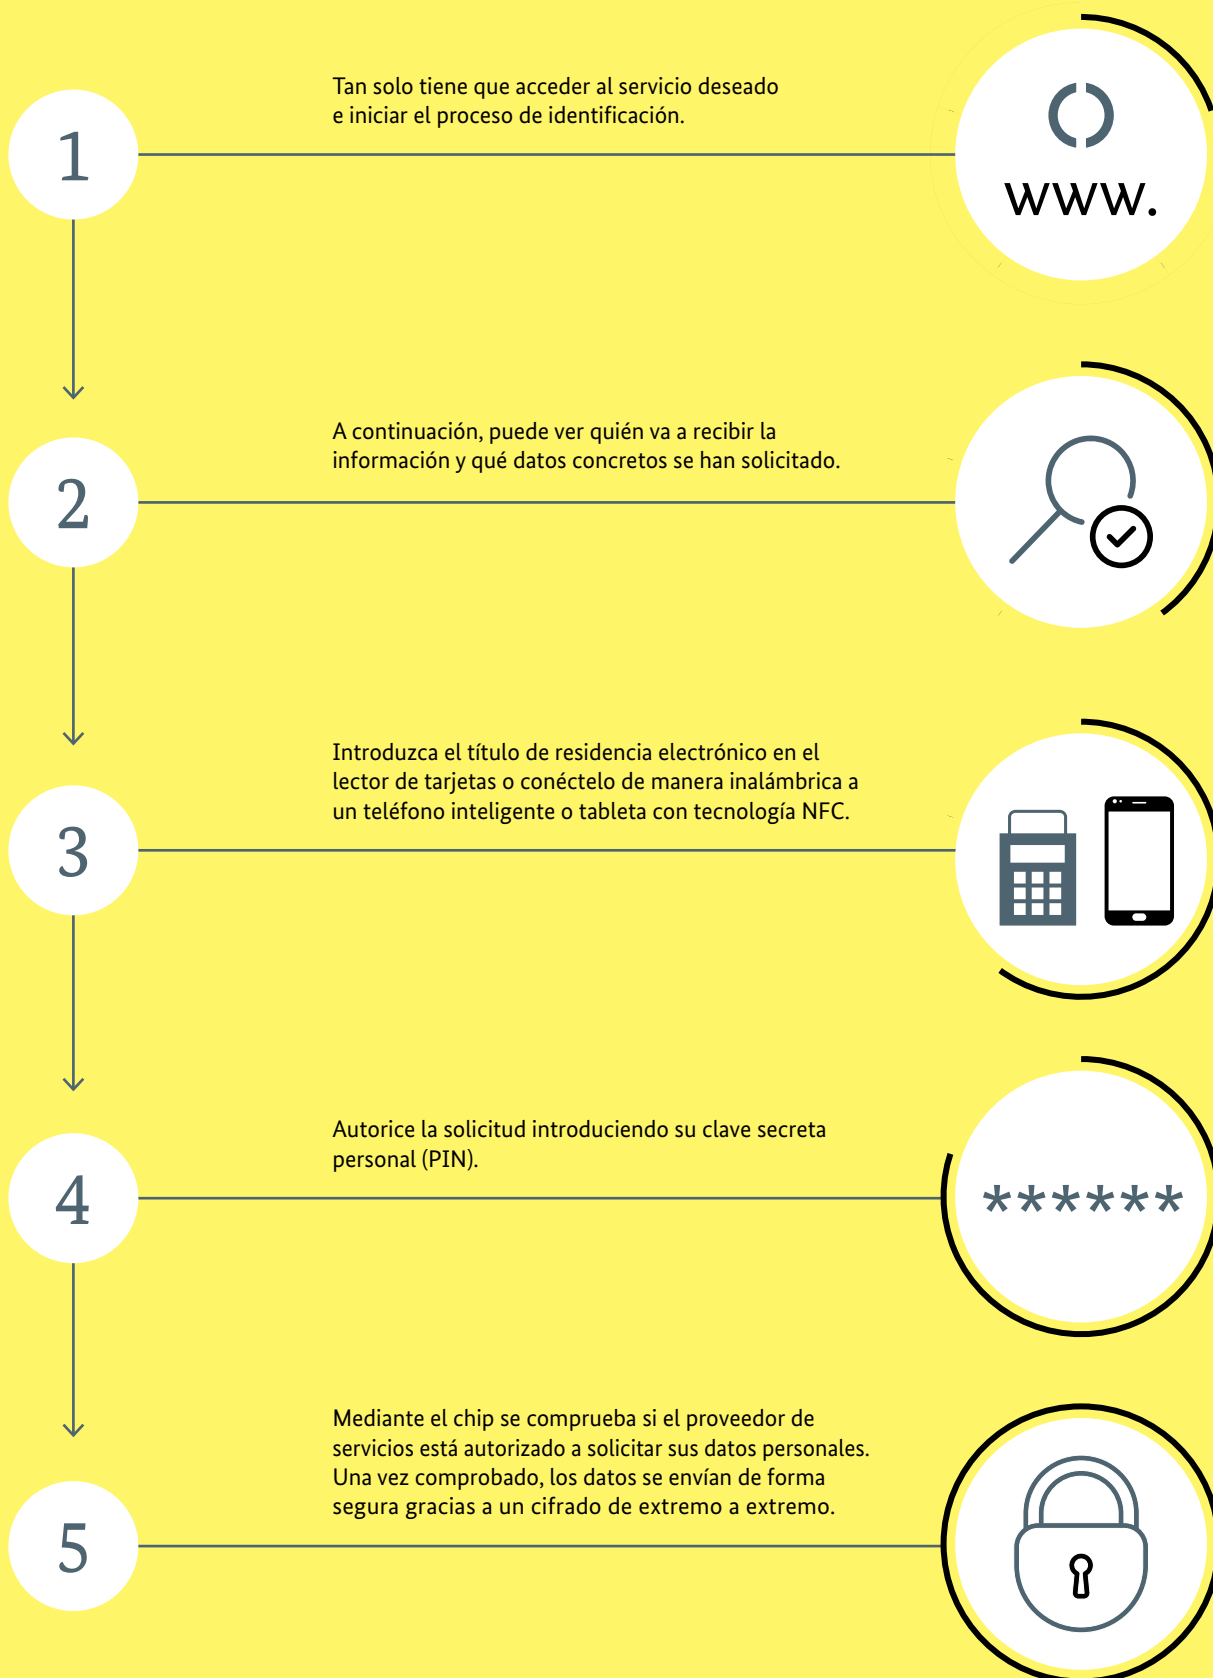 Tan solo tiene que acceder al servicio deseado
e iniciar el proceso de identificación.
1
www.
A continuación, puede ver quién va a recibir la
información y qué datos concretos se han solicitado.
2
Introduzca el título de residencia electrónico en el
lector de tarjetas o conéctelo de manera inalámbrica a
un teléfono inteligente o tableta con tecnología NFC.
3
Autorice la solicitud introduciendo su clave secreta
personal (PIN).
4
******
Mediante el chip se comprueba si el proveedor de
servicios está autorizado a solicitar sus datos personales.
Una vez comprobado, los datos se envían de forma
segura gracias a un cifrado de extremo a extremo.
5